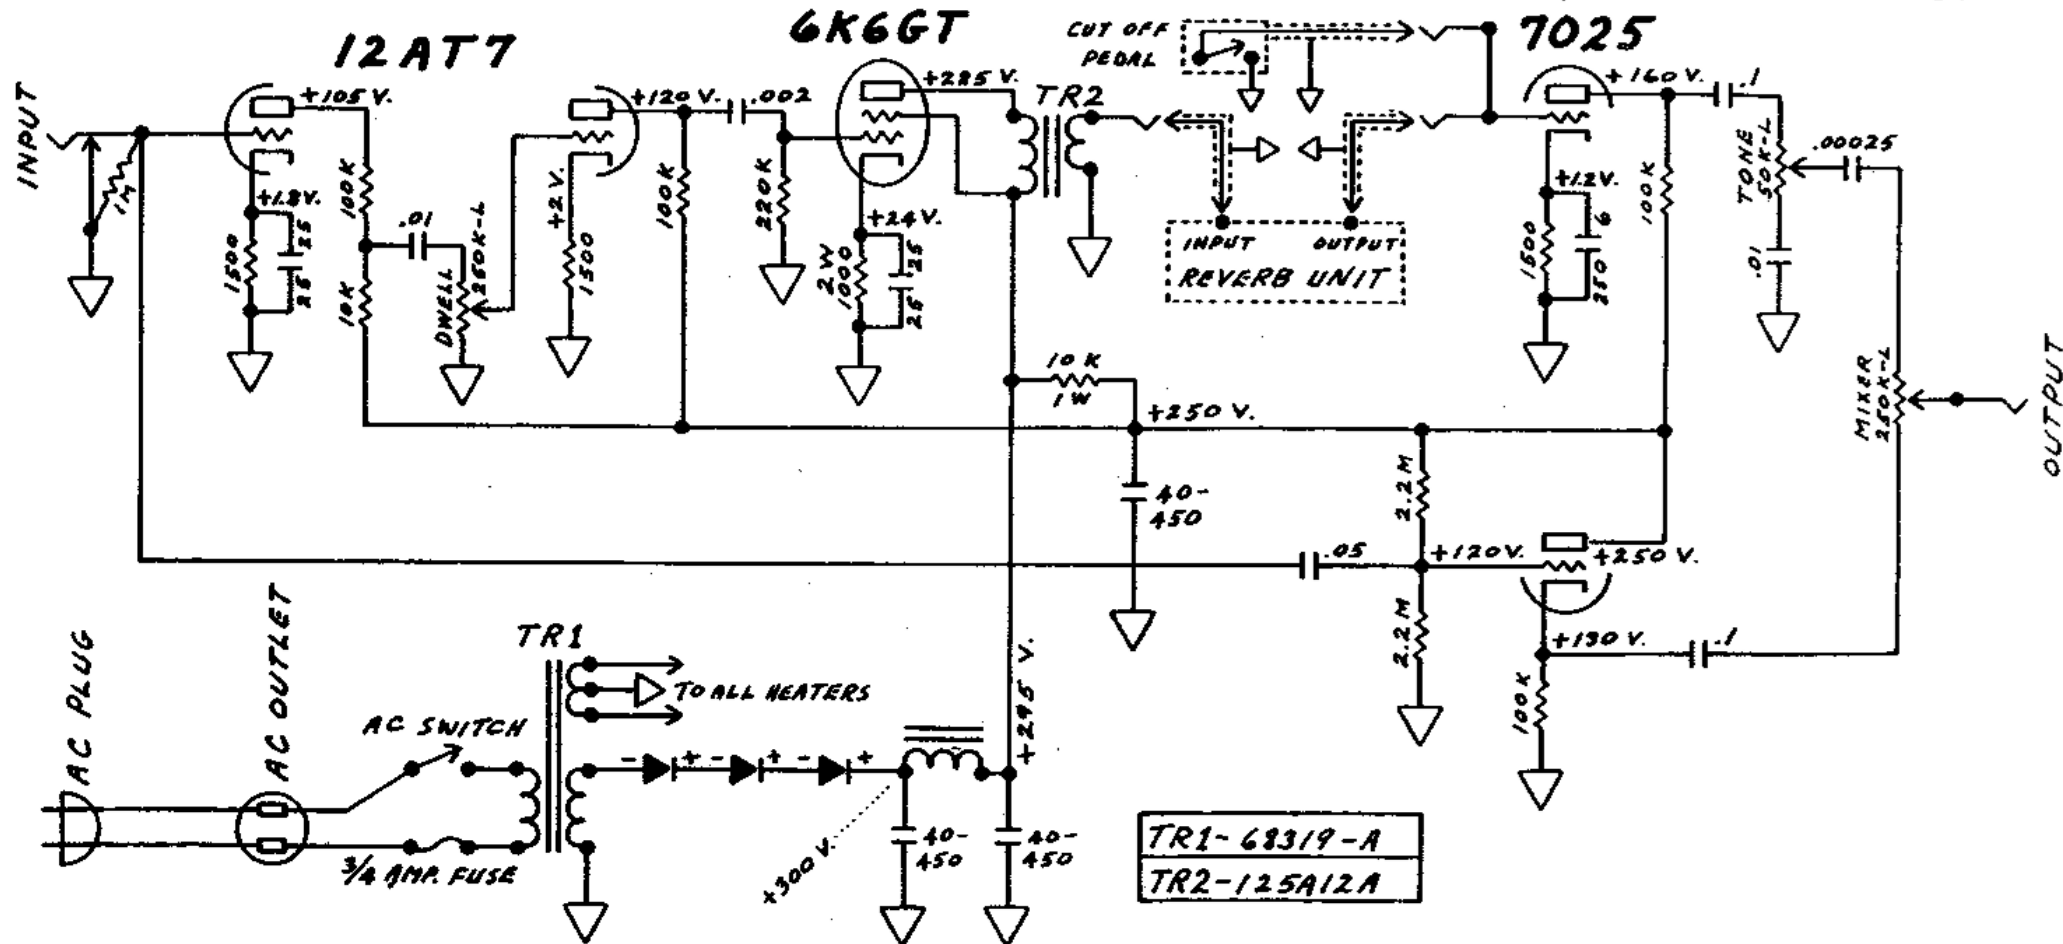 12AT7
6K6GT
CUT OFF
PEDAL
7025
INPUT
1M
+105 V.
+1.8V.
1500
25
25
100K
10K
.01
DWELL
250K-L
+120 V.
+2 V.
1500
100K
.002
220K
+285 V.
+24 V.
2W
1000
25
25
TR2
INPUT
OUTPUT
REVERB UNIT
+160 V.
.1
+1.2V.
1500
6
250
100K
TONE
50K-L
.00025
.01
MIXER
250K-L
OUTPUT
10 K
1 W
+250 V.
40-
450
2.2M
2.2M
.05
+120 V.
+250 V.
+130 V.
.1
100K
AC PLUG
AC OUTLET
AC SWITCH
3/4 AMP. FUSE
TR1
TO ALL HEATERS
- + - + - +
+300 V.
40-
450
+295 V.
40-
450
TR1-68319-A
TR2-125A12A